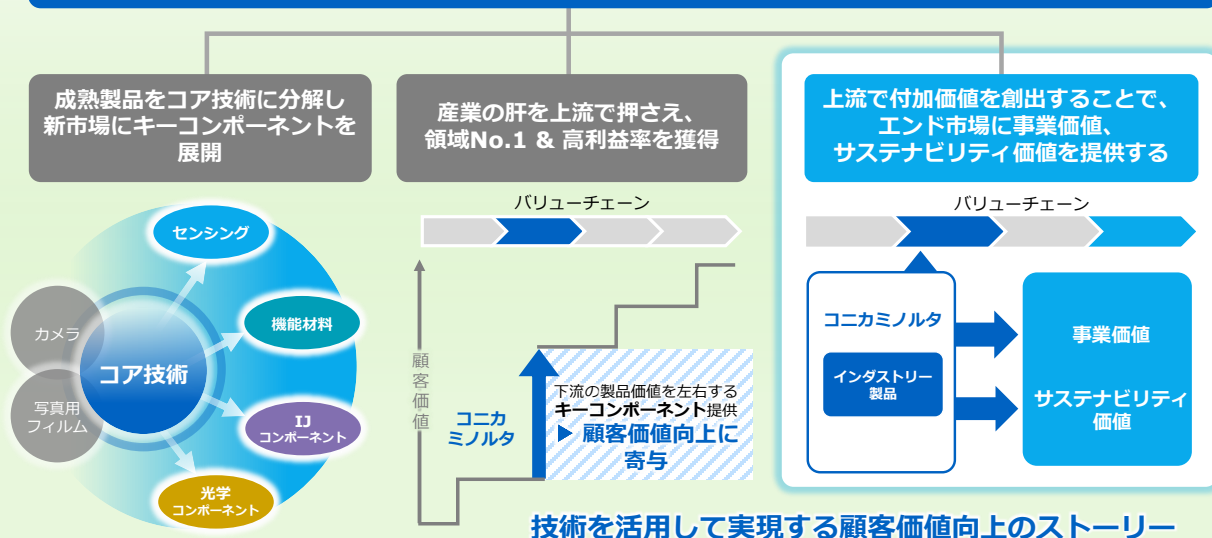 成熟製品をコア技術に分解し
新市場にキーコンポーネントを
展開
センシング
機能材料
カメラ
コア技術
写真用
フィルム
IJ
コンポーネント
光学
コンポーネント
産業の肝を上流で押さえ、
領域No.1 & 高利益率を獲得
バリューチェーン
顧客価値
コニカ
ミノルタ
下流の製品価値を左右する
キーコンポーネント提供
▶ 顧客価値向上に
寄与
上流で付加価値を創出することで、
エンド市場に事業価値、
サステナビリティ価値を提供する
バリューチェーン
コニカミノルタ
インダストリー
製品
事業価値
サステナビリティ
価値
技術を活用して実現する顧客価値向上のストーリー